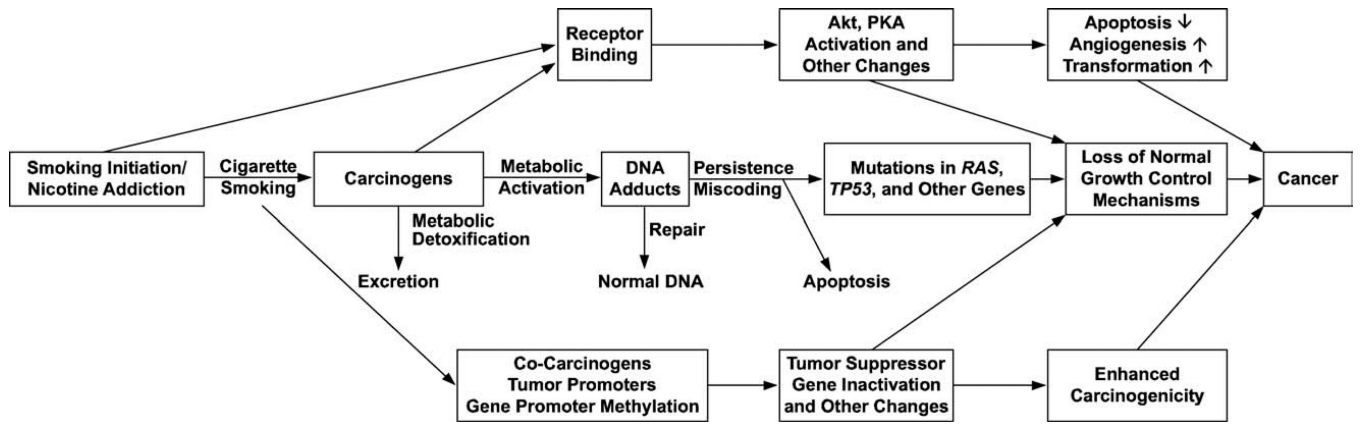 Receptor
Binding
Akt, PKA
Activation and
Other Changes
Apoptosis ↓
Angiogenesis ↑
Transformation ↑
Smoking Initiation/
Nicotine Addiction
Cigarette
Smoking
Carcinogens
Metabolic
Activation
DNA
Adducts
Persistence
Miscoding
Mutations in RAS,
TP53, and Other Genes
Loss of Normal
Growth Control
Mechanisms
Cancer
Metabolic
Detoxification
Repair
Excretion
Normal DNA
Apoptosis
Co-Carcinogens
Tumor Promoters
Gene Promoter Methylation
Tumor Suppressor
Gene Inactivation
and Other Changes
Enhanced
Carcinogenicity